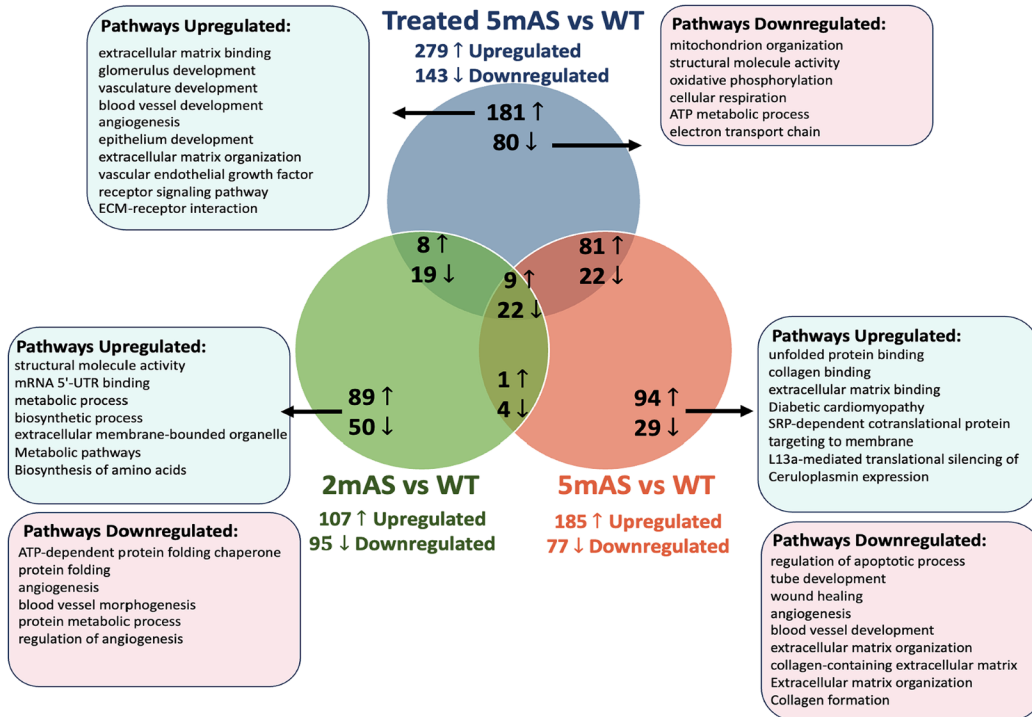 Treated 5mAS vs WT
279 ↑ Upregulated
143 ↓ Downregulated
Pathways Upregulated:
extracellular matrix binding
glomerulus development
vasculature development
blood vessel development
angiogenesis
epithelium development
extracellular matrix organization
vascular endothelial growth factor
receptor signaling pathway
ECM-receptor interaction
Pathways Downregulated:
mitochondrion organization
structural molecule activity
oxidative phosphorylation
cellular respiration
ATP metabolic process
electron transport chain
181 ↑
80 ↓
8 ↑
19 ↓
9 ↑
22 ↓
81 ↑
22 ↓
1 ↑
4 ↓
89 ↑
50 ↓
94 ↑
29 ↓
Pathways Upregulated:
structural molecule activity
mRNA 5'-UTR binding
metabolic process
biosynthetic process
extracellular membrane-bounded organelle
Metabolic pathways
Biosynthesis of amino acids
Pathways Upregulated:
unfolded protein binding
collagen binding
extracellular matrix binding
Diabetic cardiomyopathy
SRP-dependent cotranslational protein
targeting to membrane
L13a-mediated translational silencing of
Ceruloplasmin expression
2mAS vs WT
107 ↑ Upregulated
95 ↓ Downregulated
5mAS vs WT
185 ↑ Upregulated
77 ↓ Downregulated
Pathways Downregulated:
ATP-dependent protein folding chaperone
protein folding
angiogenesis
blood vessel morphogenesis
protein metabolic process
regulation of angiogenesis
Pathways Downregulated:
regulation of apoptotic process
tube development
wound healing
angiogenesis
blood vessel development
extracellular matrix organization
collagen-containing extracellular matrix
Extracellular matrix organization
Collagen formation